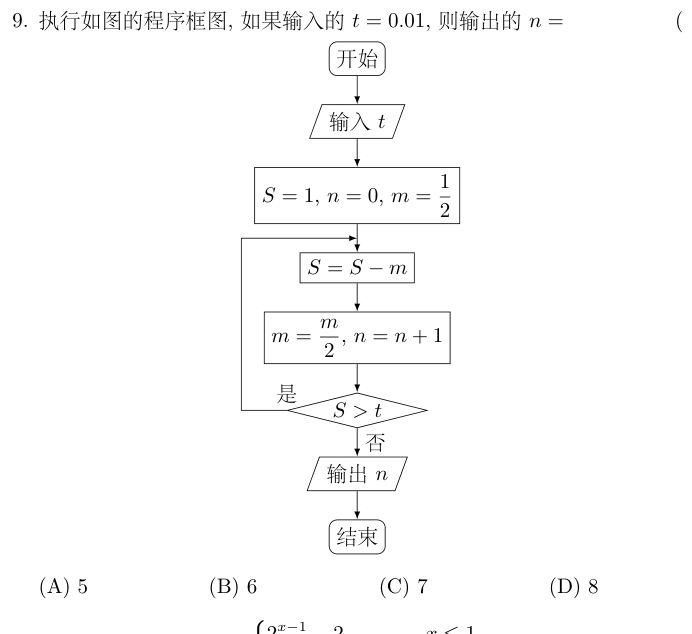 9. 执行如图的程序框图, 如果输入的 t = 0.01, 则输出的 n = (
开始
输入 t
S = 1, n = 0, m = 1/2
S = S − m
m = m/2, n = n + 1
是
S > t
否
输出 n
结束
(A) 5 (B) 6 (C) 7 (D) 8